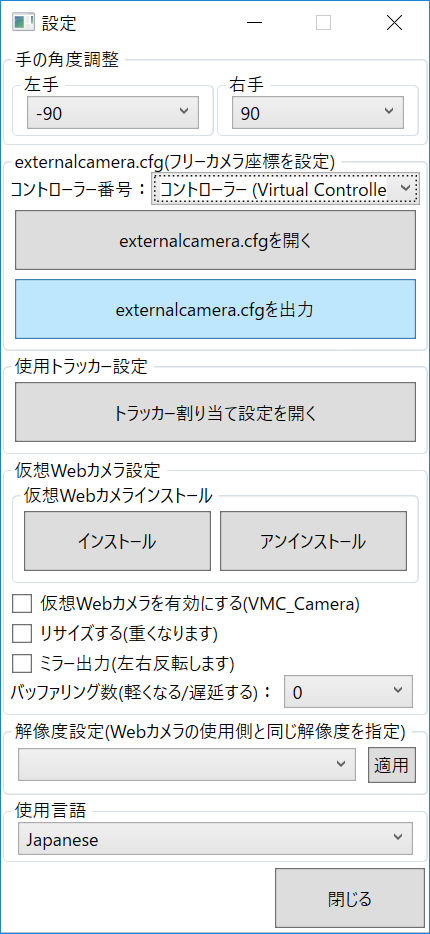 設定
手の角度調整
左手
右手
-90
90
externalcamera.cfg(フリーカメラ座標を設定)
コントローラー番号： コントローラー (Virtual Controlle
externalcamera.cfgを開く
externalcamera.cfgを出力
使用トラッカー設定
トラッカー割り当て設定を開く
仮想Webカメラ設定
仮想Webカメラインストール
インストール
アンインストール
仮想Webカメラを有効にする(VMC_Camera)
リサイズする(重くなります)
ミラー出力(左右反転します)
バッファリング数(軽くなる/遅延する)： 0
解像度設定(Webカメラの使用側と同じ解像度を指定)
適用
使用言語
Japanese
閉じる